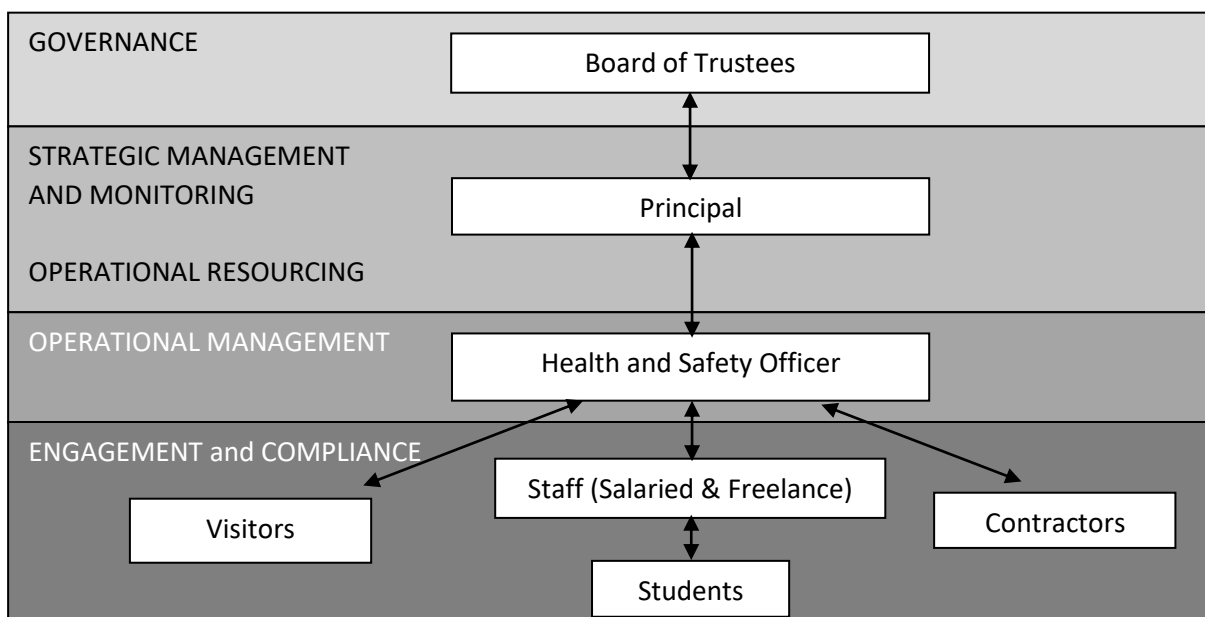 GOVERNANCE
Board of Trustees
STRATEGIC MANAGEMENT
AND MONITORING
Principal
OPERATIONAL RESOURCING
OPERATIONAL MANAGEMENT
Health and Safety Officer
ENGAGEMENT and COMPLIANCE
Staff (Salaried & Freelance)
Visitors
Contractors
Students